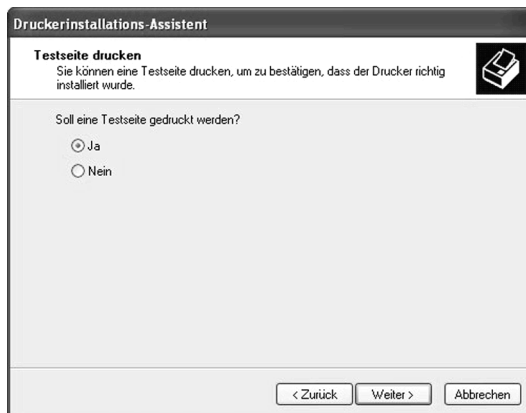 Druckerinstallations-Assistent
Testseite drucken
Sie können eine Testseite drucken, um zu bestätigen, dass der Drucker richtig
installiert wurde.
Soll eine Testseite gedruckt werden?
Ja
Nein
< Zurück
Weiter >
Abbrechen